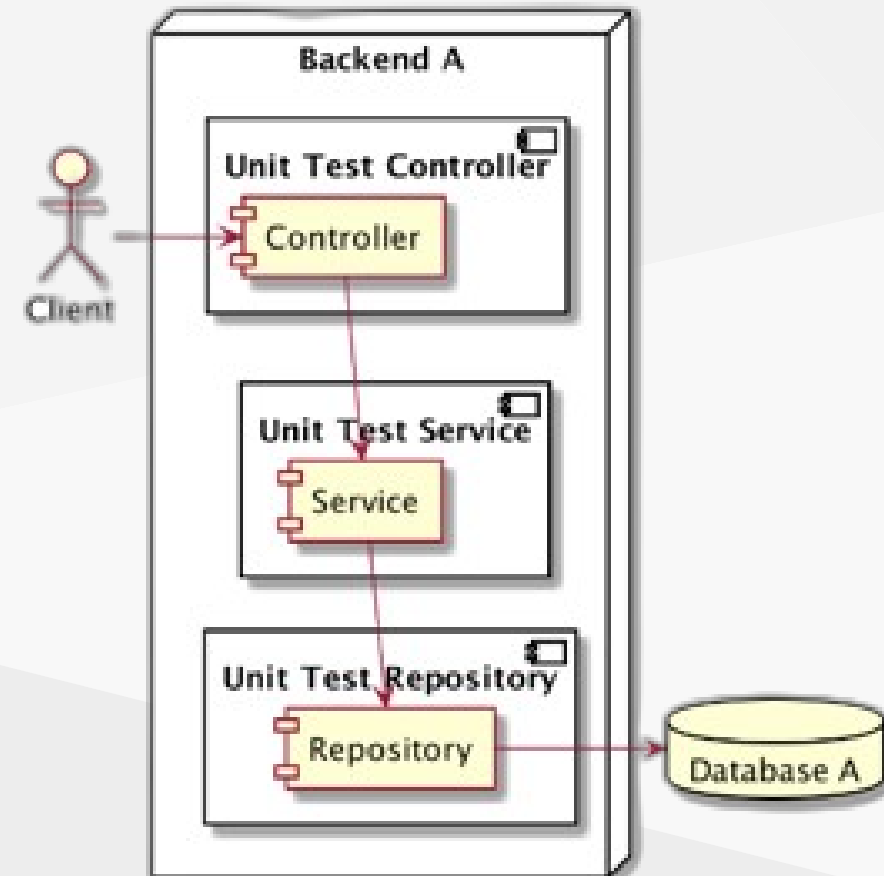 Backend A
Unit Test Controller
Controller
Client
Unit Test Service
Service
Unit Test Repository
Repository
Database A